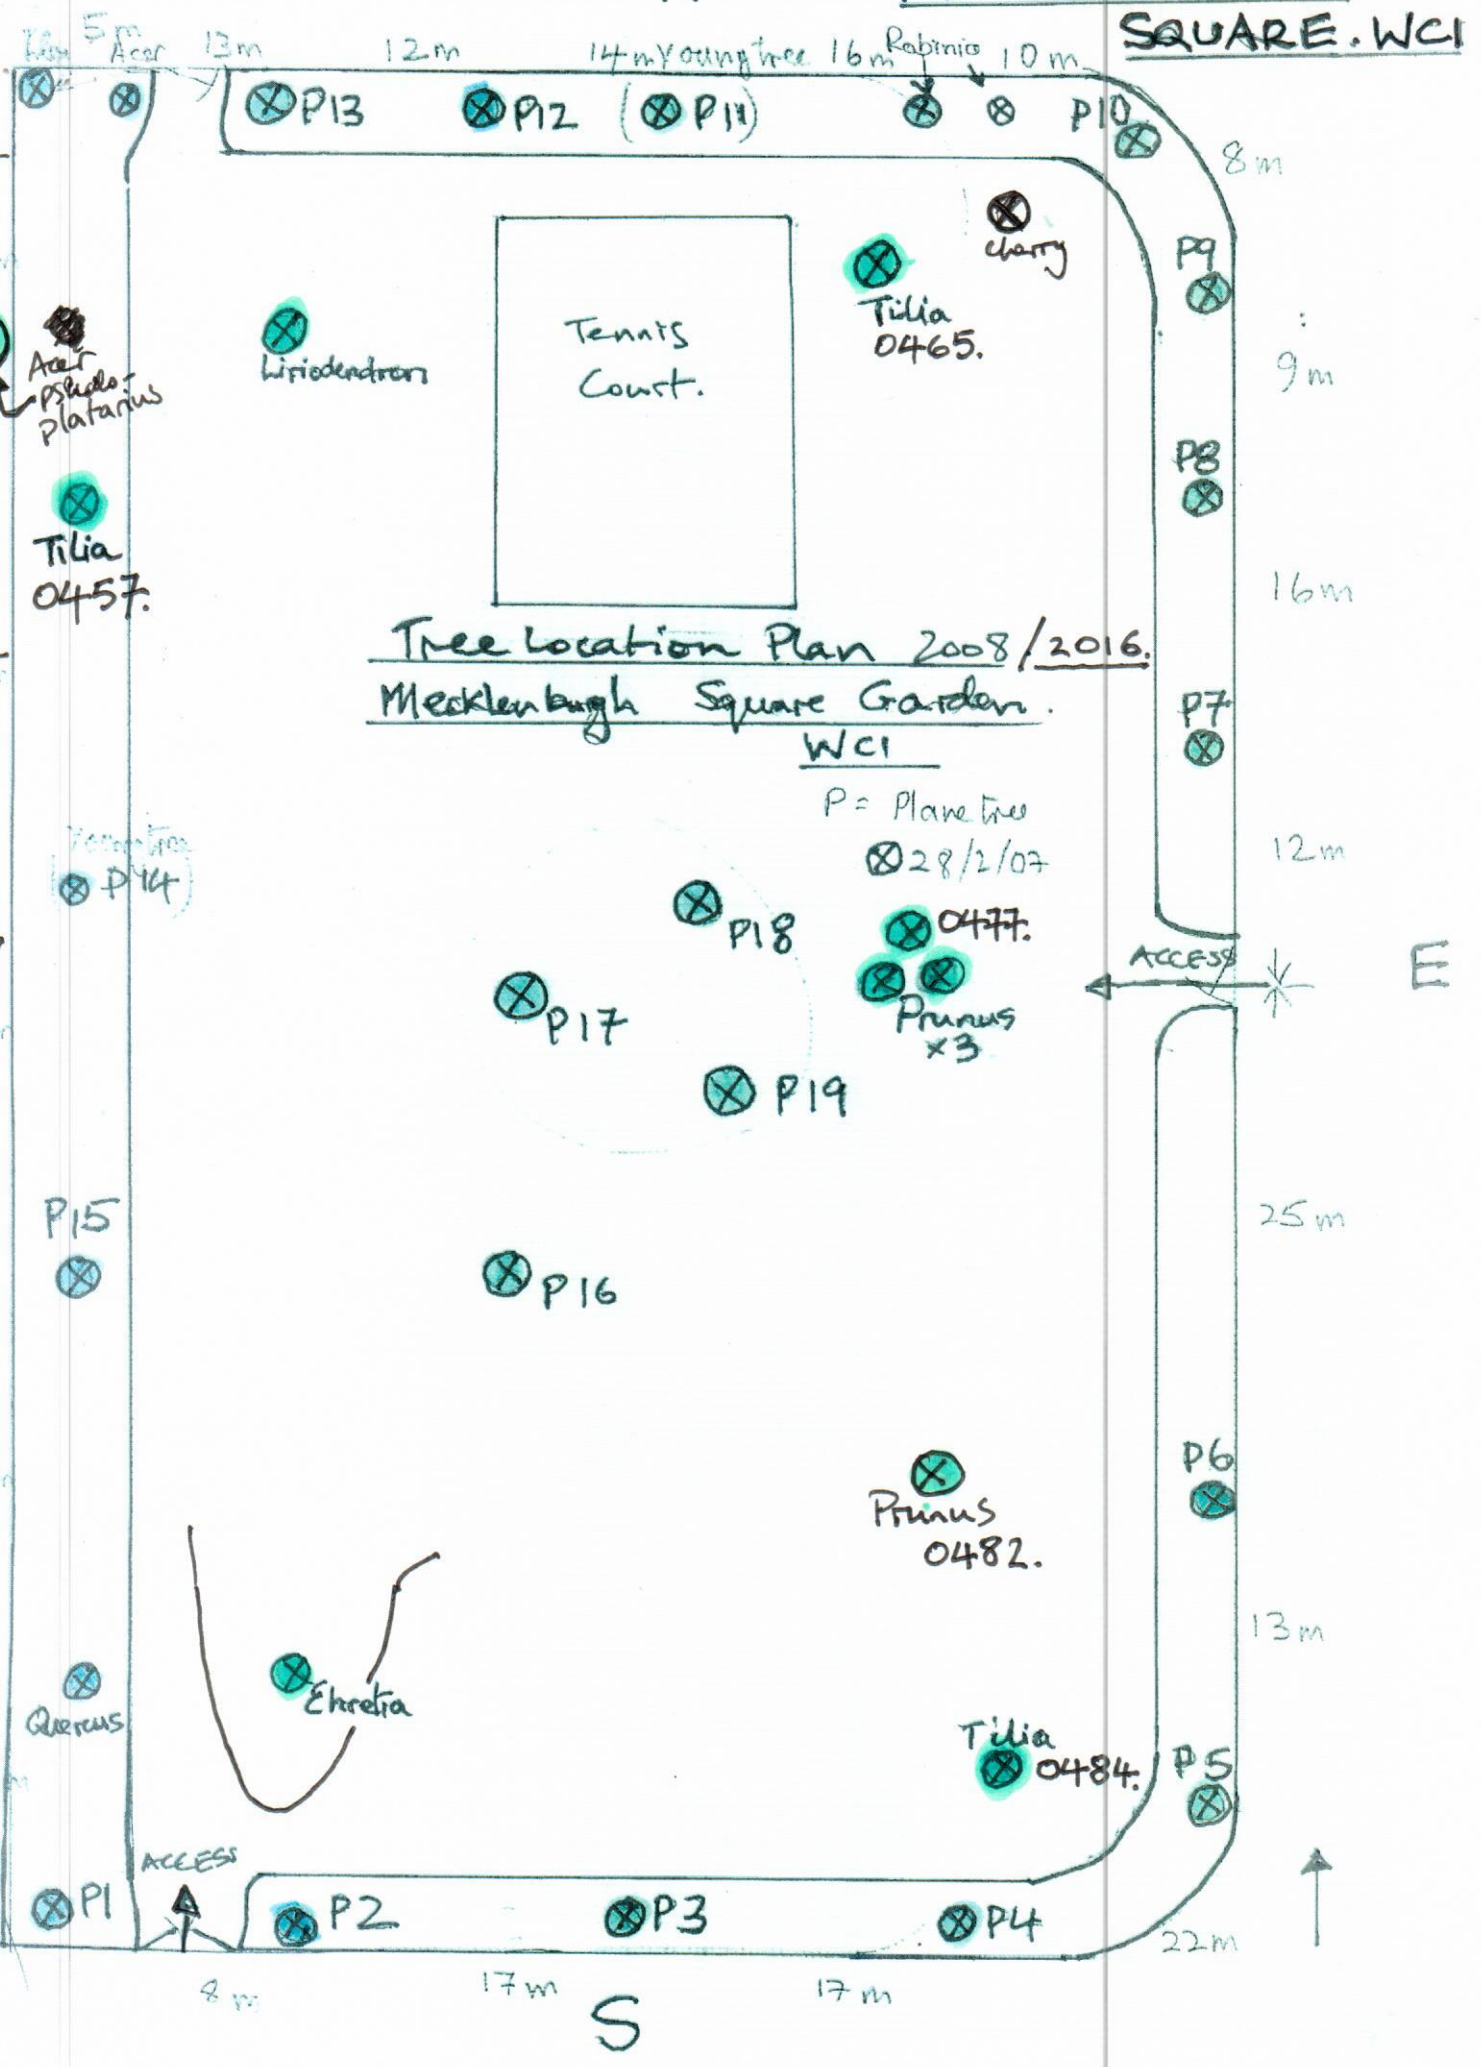 SQUARE. WC1
5m
Acer
13m
12m
14m Young tree
16m
Robinia
10m
P13
P12
(P11)
P10
8m
cherry
P9
Tilia
0465.
Liriodendron
Tennis
Court.
9m
Acer
pseudo-
platanus
P8
Tilia
0457.
16m
Tree Location Plan 2008/2016.
Mecklenburgh Square Garden.
WC1
P7
P = Plane tree
28/2/07
12m
(P14)
0477.
P18
ACCESS
E
P17
Prunus
x3
P19
P15
25m
P16
P6
Prunus
0482.
13m
Ehretia
Quercus
Tilia
0484.
P5
ACCESS
P1
P2
P3
P4
22m
8m
17m
17m
S